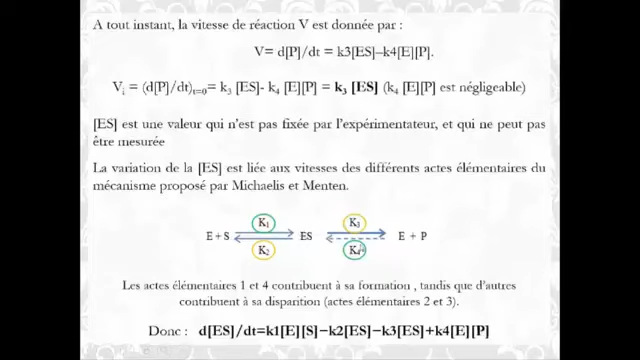 A tout instant, la vitesse de réaction V est donnée par :
V= d[P]/dt = k3[ES]–k4[E][P].
Vi = (d[P]/dt)t=0= k3 [ES]- k4 [E][P] = k3 [ES] (k4 [E][P] est négligeable)
[ES] est une valeur qui n'est pas fixée par l'expérimentateur, et qui ne peut pas
être mesurée
La variation de la [ES] est liée aux vitesses des différents actes élémentaires du
mécanisme proposé par Michaelis et Menten.
K1 K3
E + S ES E + P
K2 K4
Les actes élémentaires 1 et 4 contribuent à sa formation , tandis que d'autres
contribuent à sa disparition (actes élémentaires 2 et 3).
Donc : d[ES]/dt=k1[E][S]−k2[ES]−k3[ES]+k4[E][P]